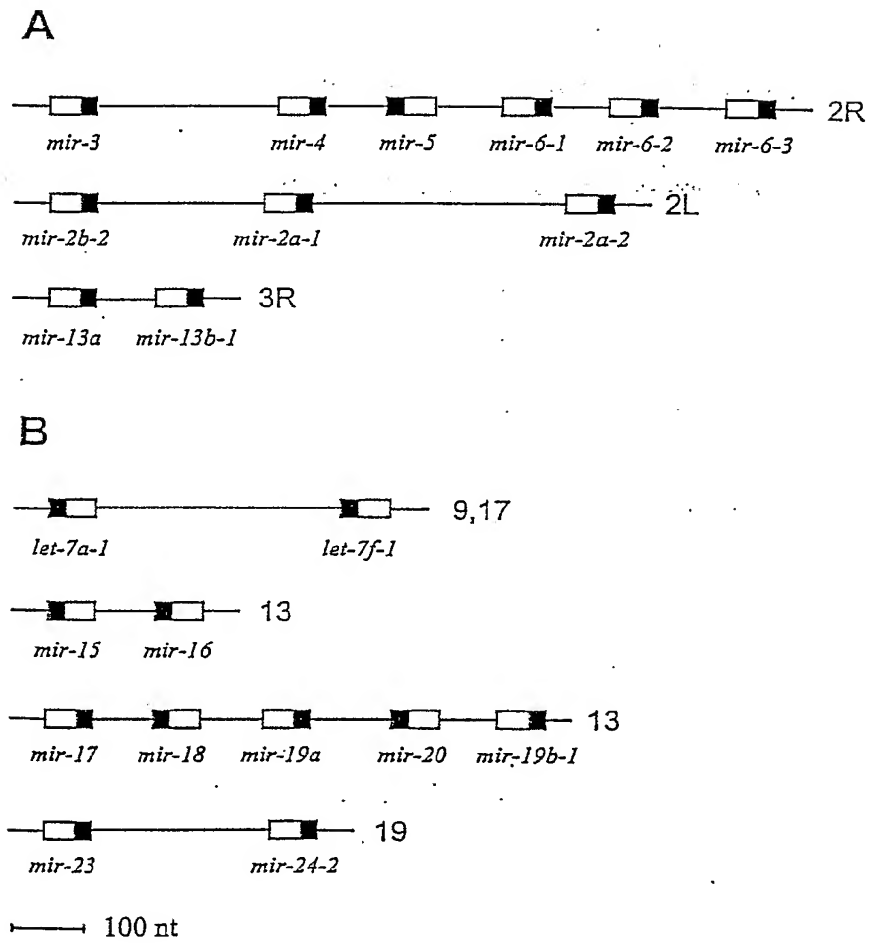 A
2R
mir-3 mir-4 mir-5 mir-6-1 mir-6-2 mir-6-3
2L
mir-2b-2 mir-2a-1 mir-2a-2
3R
mir-13a mir-13b-1
B
9,17
let-7a-1 let-7f-1
13
mir-15 mir-16
13
mir-17 mir-18 mir-19a mir-20 mir-19b-1
19
mir-23 mir-24-2
100 nt